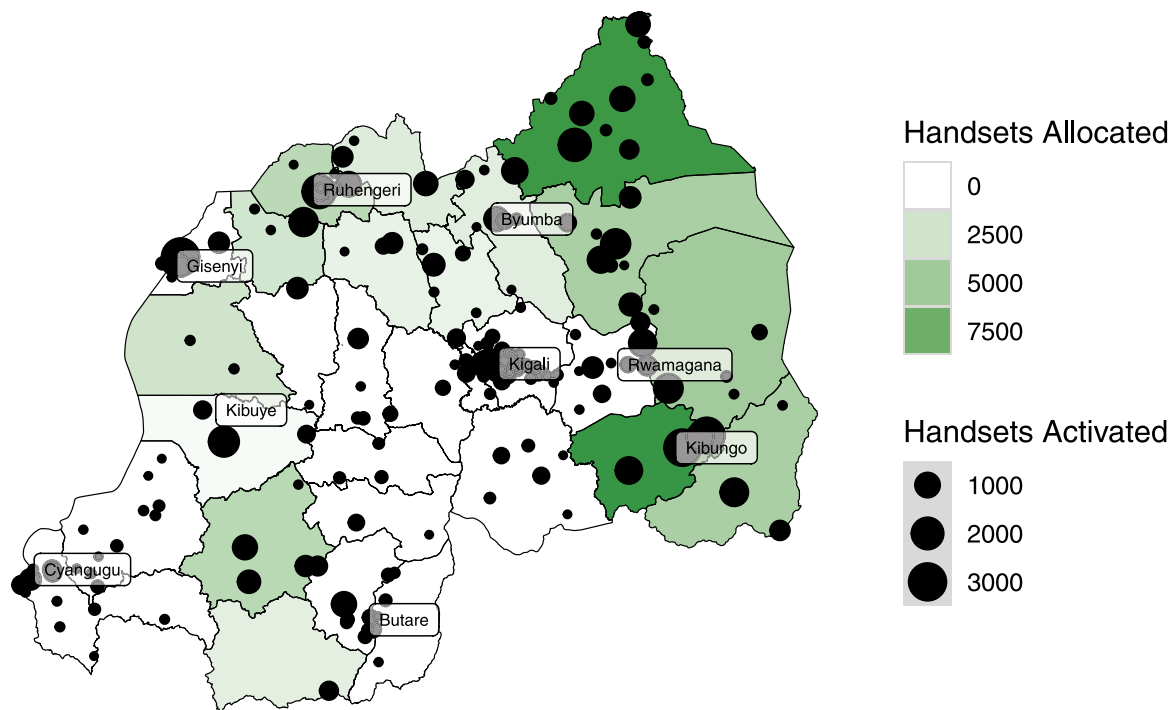 Ruhengeri
Byumba
Gisenyi
Kigali
Rwamagana
Kibuye
Kibungo
Cyangugu
Butare
Handsets Allocated
0
2500
5000
7500
Handsets Activated
1000
2000
3000